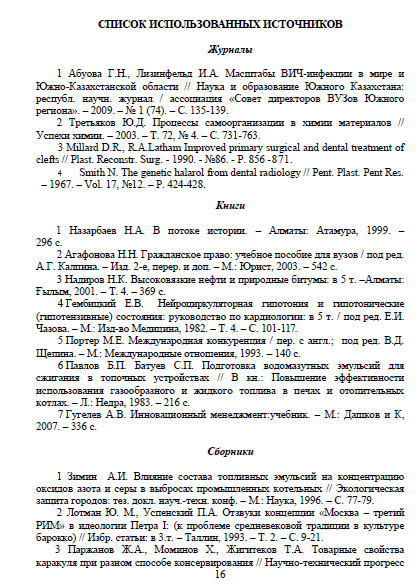 СПИСОК ИСПОЛЬЗОВАННЫХ ИСТОЧНИКОВ
Журналы
1 Абуова Г.Н., Лизинфельд И.А. Масштабы ВИЧ-инфекции в мире и
Южно-Казахстанской области // Наука и образование Южного Казахстана:
республ. научн. журнал / ассоциация «Совет директоров ВУЗов Южного
региона». – 2009. – № 1 (74). – С. 135-139.
2 Третьяков Ю.Д. Процессы самоорганизации в химии материалов //
Успехи химии. – 2003. – Т. 72, № 4. – С. 731-763.
3 Millard D.R., R.A.Latham Improved primary surgical and dental treatment of
clefts // Plast. Reconstr. Surg. - 1990. - №86. - P. 856 -871.
4 Smith N. The genetic halarol from dental radiology // Pent. Plast. Pent Res.
– 1967. – Vol. 17, №12. – P. 424-428.
Книги
1 Назарбаев Н.А. В потоке истории. – Алматы: Атамура, 1999. –
296 с.
2 Агафонова Н.Н. Гражданское право: учебное пособие для вузов / под ред.
А.Г. Калпина. – Изд. 2-е, перер. и доп. – М.: Юрист, 2003. – 542 с.
3 Надиров Н.К. Высоковязкие нефти и природные битумы: в 5 т. –Алматы:
Ғылым, 2001. – Т. 4. – 369 с.
4 Гембицкий Е.В. Нейроциркуляторная гипотония и гипотонические
(гипотензивные) состояния: руководство по кардиологии: в 5 т. / под ред. Е.И.
Чазова. – М.: Изд-во Медицина, 1982. – Т. 4. – С. 101-117.
5 Портер М.Е. Международная конкуренция / пер. с англ.; под ред. В.Д.
Щепина. – М.: Международные отношения, 1993. – 140 с.
6 Павлов Б.П. Батуев С.П. Подготовка водомазутных эмульсий для
сжигания в топочных устройствах // В кн.: Повышение эффективности
использования газообразного и жидкого топлива в печах и отопительных
котлах. – Л.: Недра, 1983. – 216 с.
7 Гугелев А.В. Инновационный менеджмент:учебник. – М.: Дашков и К,
2007. – 336 с.
Сборники
1 Зимин А.И. Влияние состава топливных эмульсий на концентрацию
оксидов азота и серы в выбросах промышленных котельных // Экологическая
защита городов: тез. докл. науч.-техн. конф. – М.: Наука, 1996. – С. 77-79.
2 Лотман Ю. М., Успенский П.А. Отзвуки концепции «Москва – третий
РИМ» в идеологии Петра I: (к проблеме средневековой традиции в культуре
барокко) // Избр. статьи: в 3.т. – Таллин, 1993. – Т. 2. – С. 9-21.
3 Паржанов Ж.А., Моминов Х., Жигитеков Т.А. Товарные свойства
каракуля при разном способе консервирования // Научно-технический прогресс
16